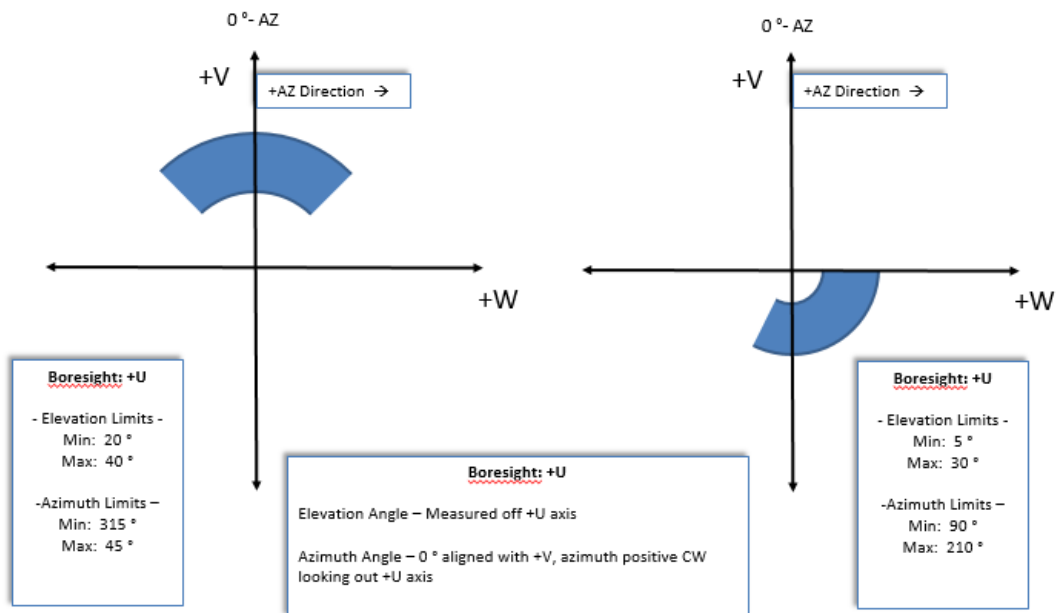 0 °- AZ
+V
+AZ Direction →
+W
Boresight: +U
- Elevation Limits -
Min: 20 °
Max: 40 °
-Azimuth Limits –
Min: 315 °
Max: 45 °
0 °- AZ
+V
+AZ Direction →
+W
Boresight: +U
- Elevation Limits -
Min: 5 °
Max: 30 °
-Azimuth Limits –
Min: 90 °
Max: 210 °
Boresight: +U
Elevation Angle – Measured off +U axis
Azimuth Angle – 0 ° aligned with +V, azimuth positive CW
looking out +U axis